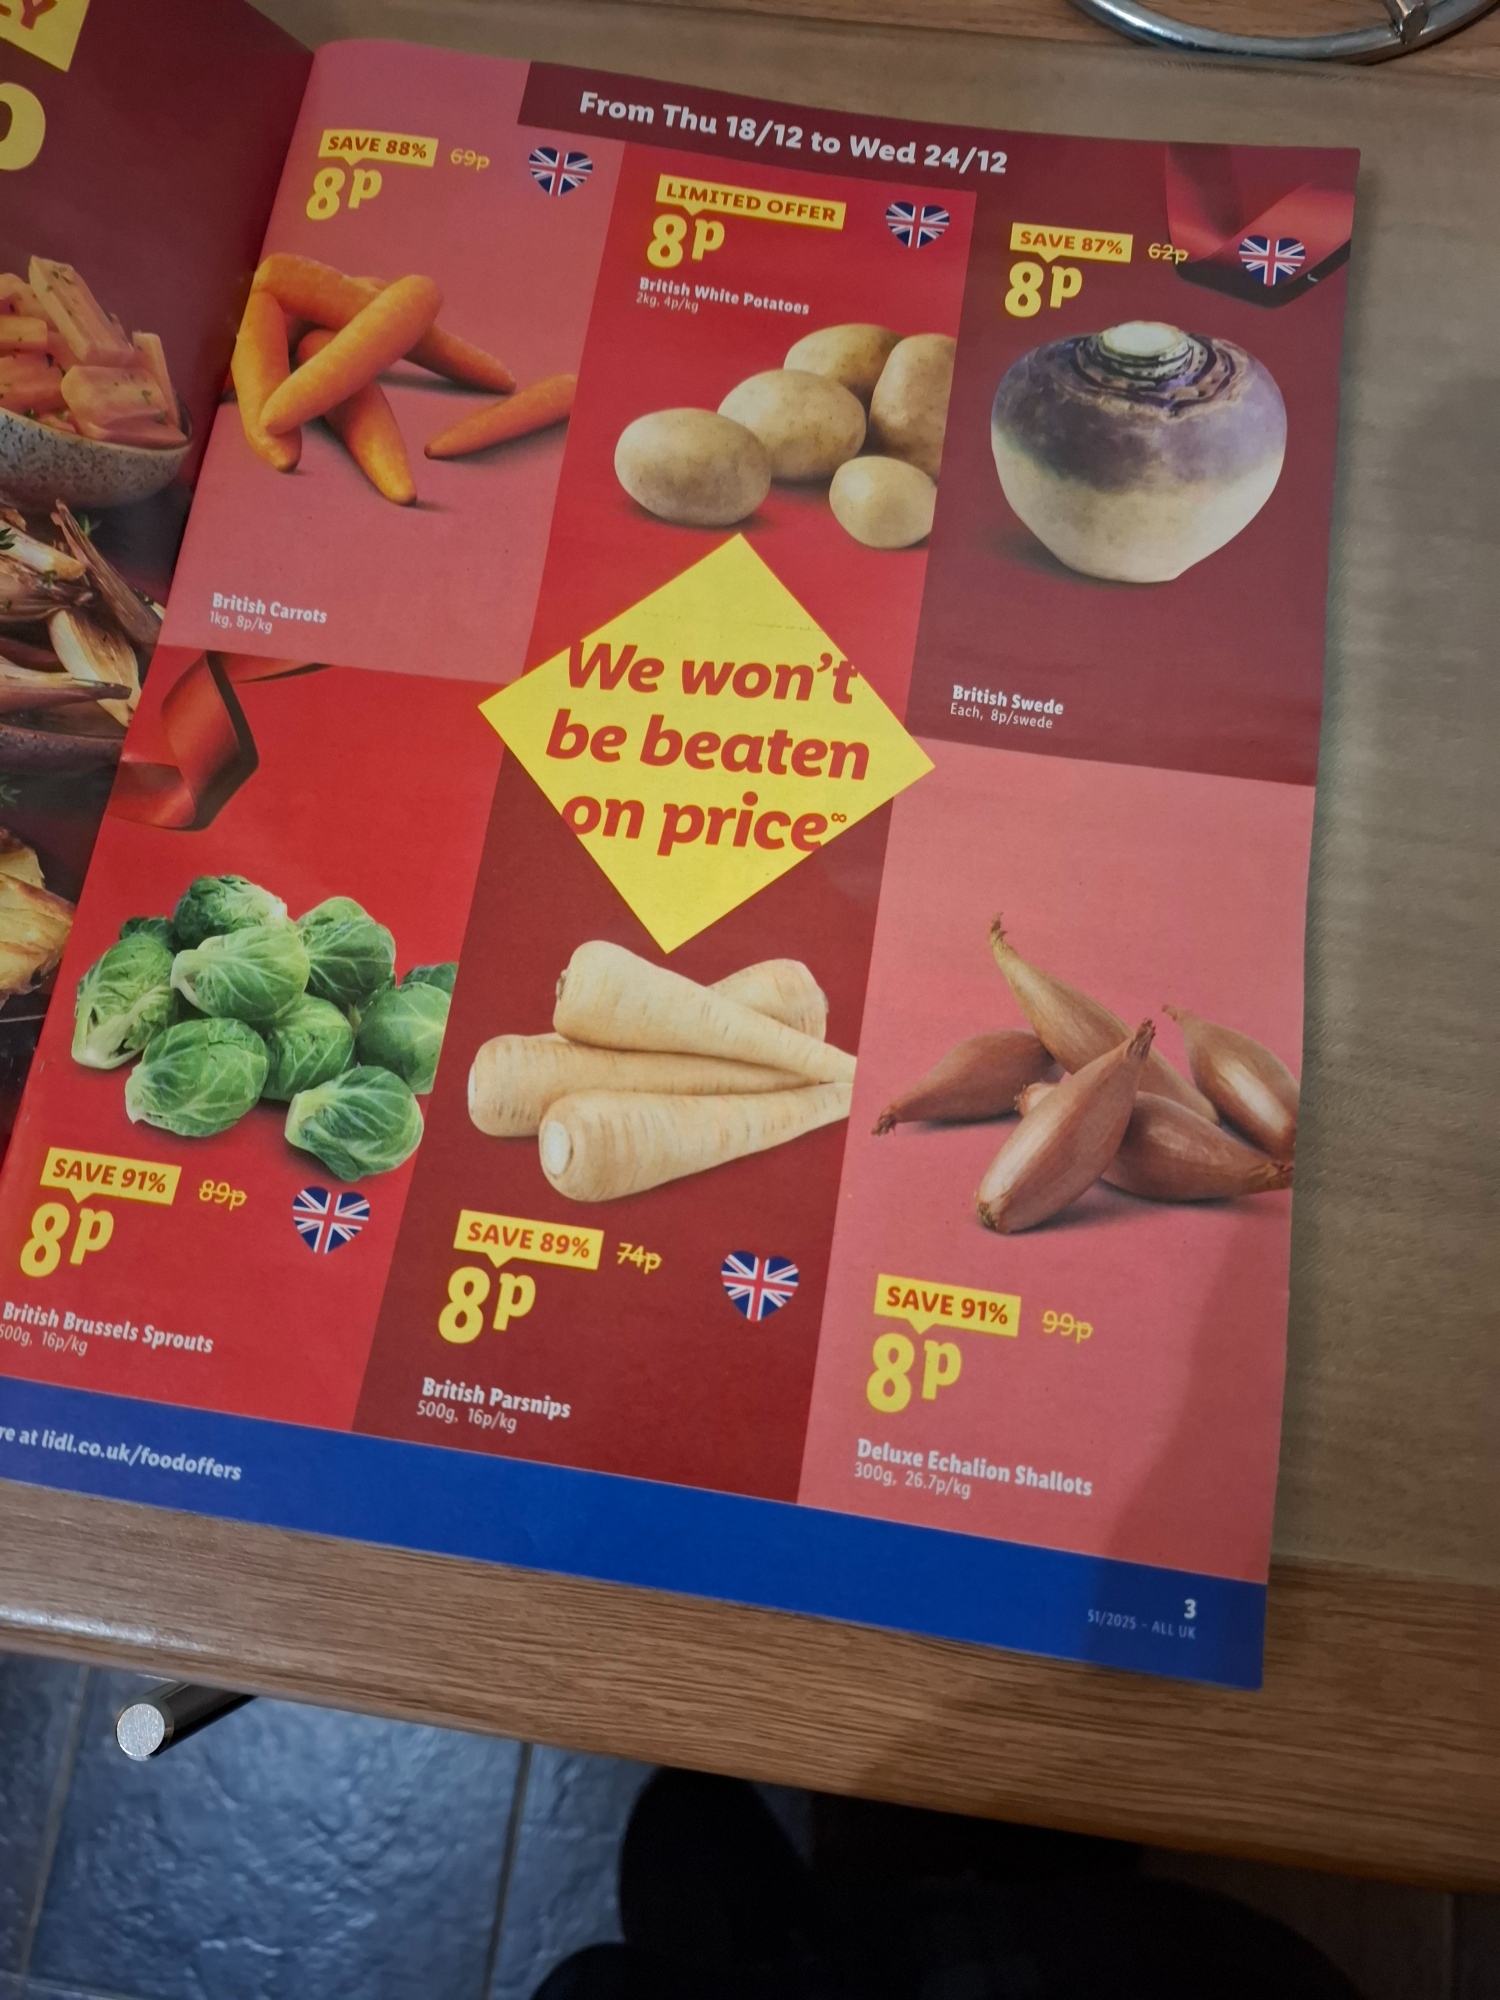 From Thu 18/12 to Wed 24/12
SAVE 88% 69p
8p
British Carrots
1kg, 8p/kg
LIMITED OFFER
8p
British White Potatoes
2kg, 4p/kg
SAVE 87% 62p
8p
British Swede
Each, 8p/swede
We won't
be beaten
on price∞
SAVE 91% 89p
8p
British Brussels Sprouts
500g, 16p/kg
SAVE 89% 74p
8p
British Parsnips
500g, 16p/kg
SAVE 91% 99p
8p
Deluxe Echalion Shallots
300g, 26.7p/kg
at lidl.co.uk/foodoffers
3
51/2025 - ALL UK